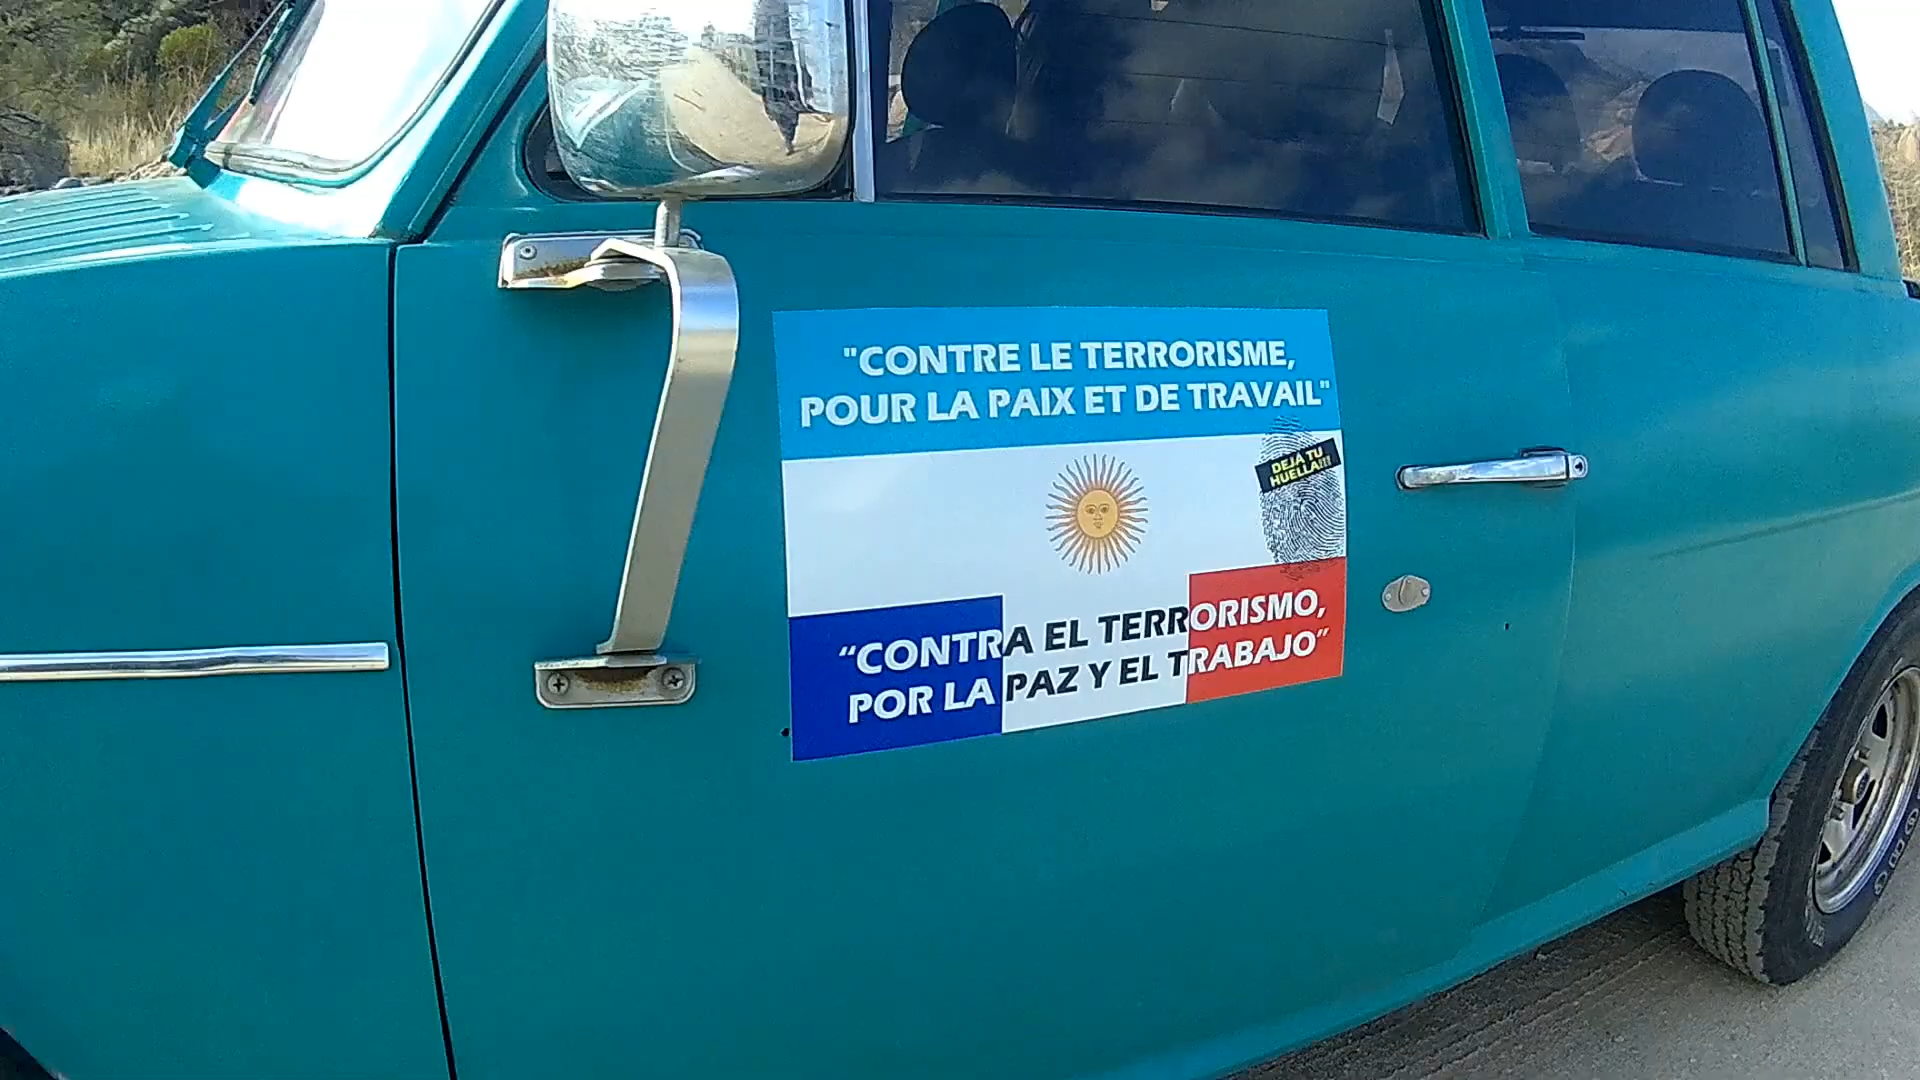 "CONTRE LE TERRORISME,
POUR LA PAIX ET DE TRAVAIL"
DEJÁ TU
HUELLA!!!
“CONTRA EL TERRORISMO,
POR LA PAZ Y EL TRABAJO”